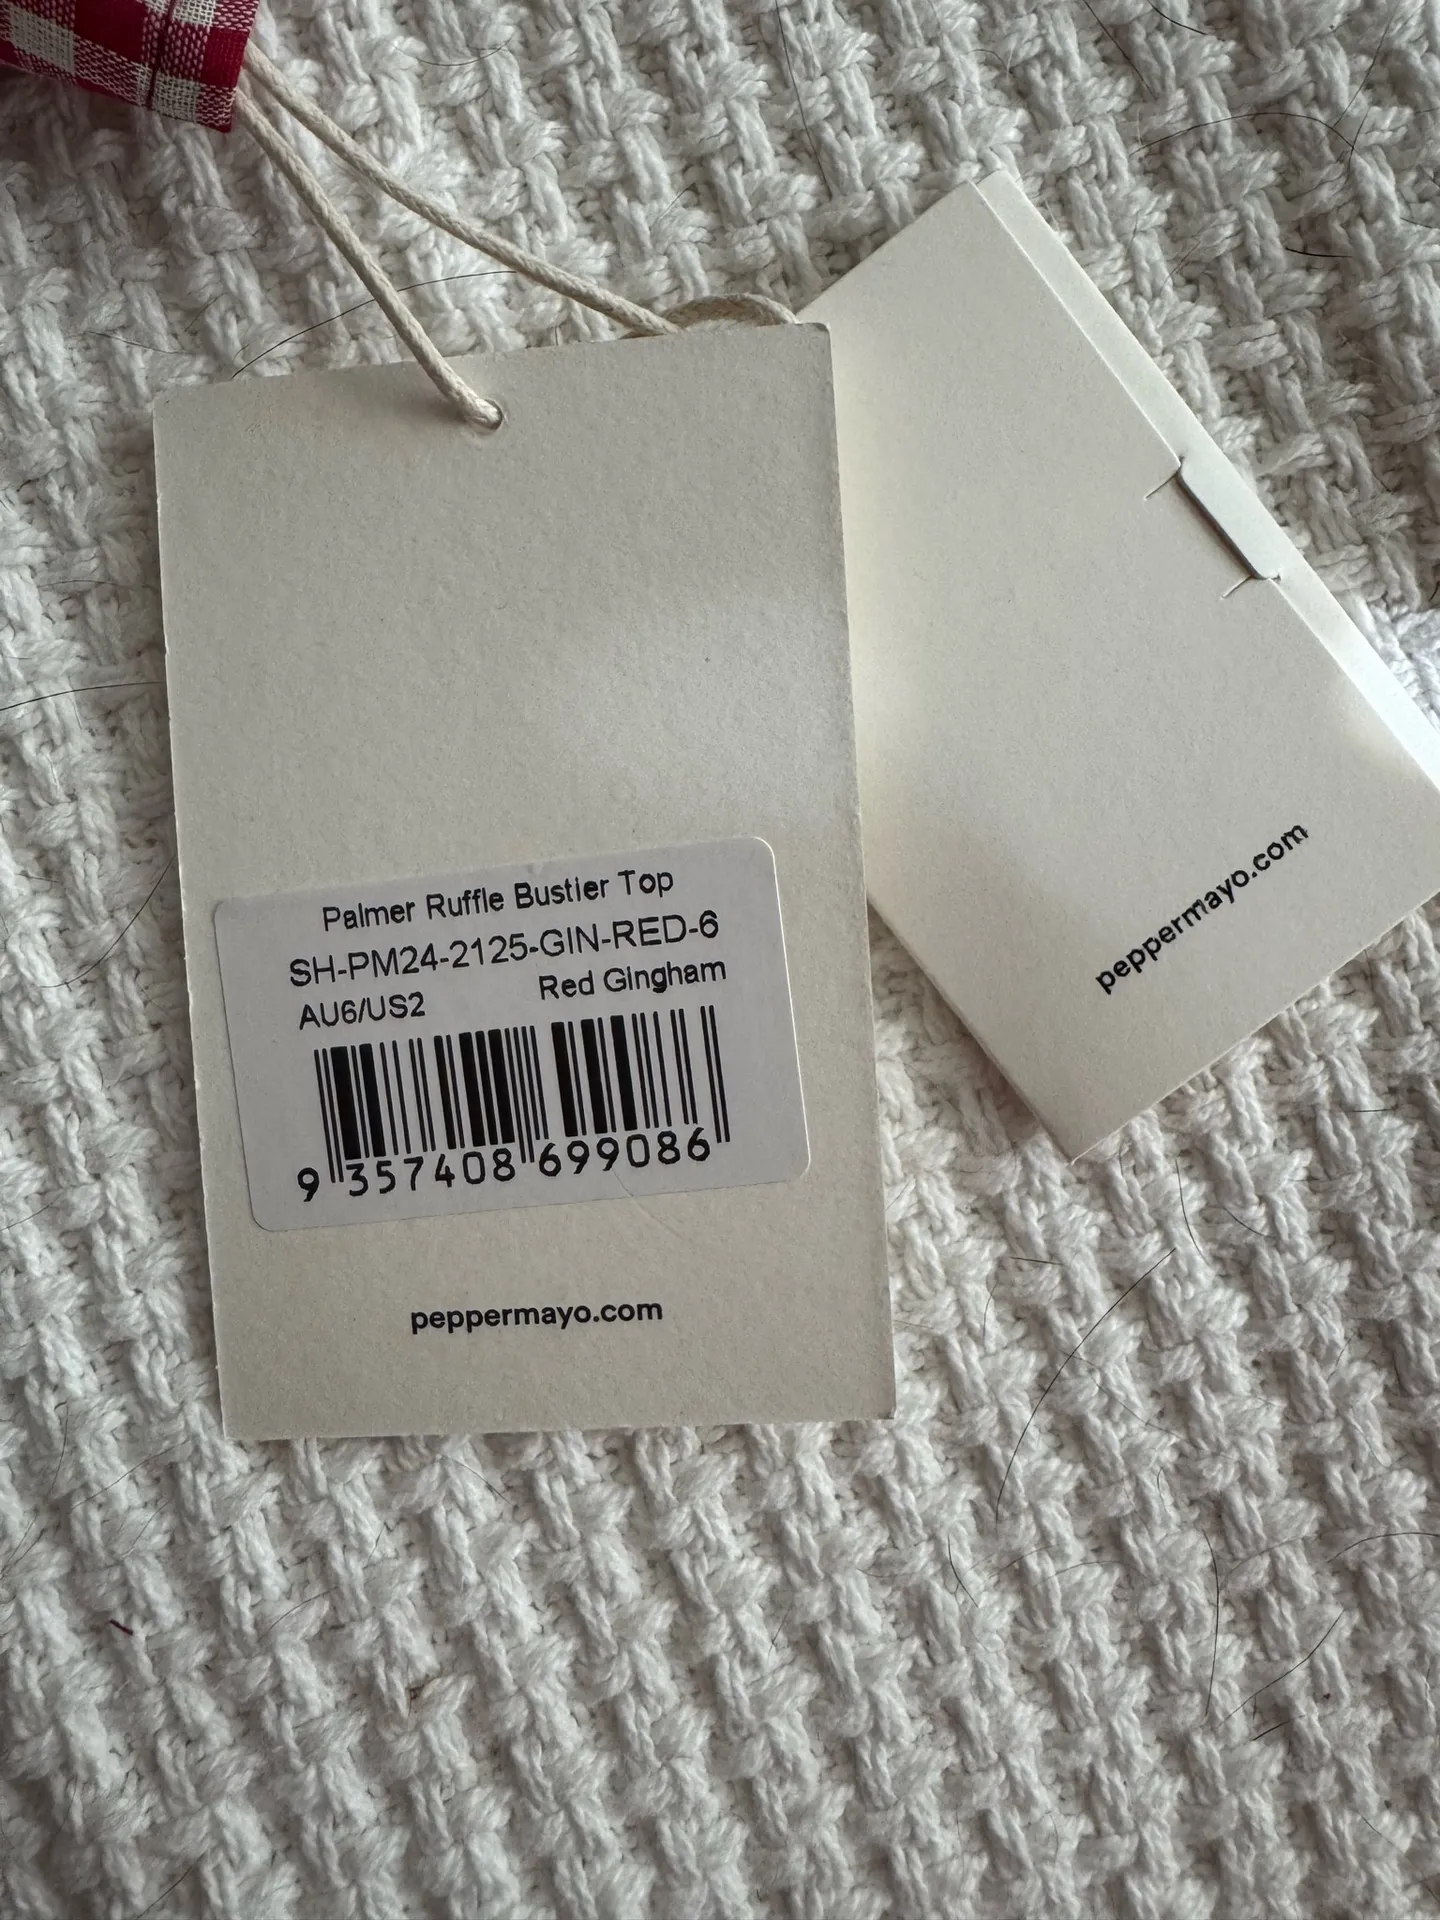 Palmer Ruffle Bustier Top
SH-PM24-2125-GIN-RED-6
AU6/US2 Red Gingham
9 357408 699086
peppermayo.com
peppermayo.com